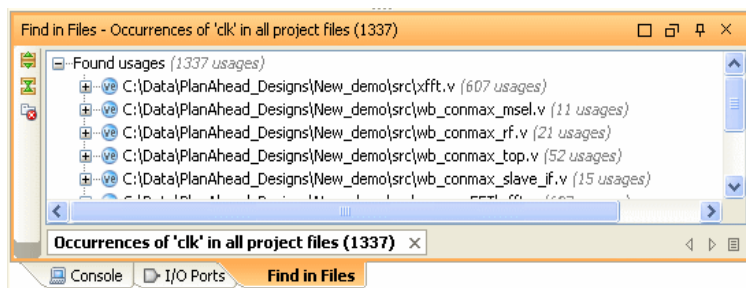 Find in Files - Occurrences of 'clk' in all project files (1337)
Found usages (1337 usages)
C:\Data\PlanAhead_Designs\New_demo\src\xfft.v (607 usages)
C:\Data\PlanAhead_Designs\New_demo\src\wb_conmax_msel.v (11 usages)
C:\Data\PlanAhead_Designs\New_demo\src\wb_conmax_rf.v (21 usages)
C:\Data\PlanAhead_Designs\New_demo\src\wb_conmax_top.v (52 usages)
C:\Data\PlanAhead_Designs\New_demo\src\wb_conmax_slave_if.v (15 usages)
Occurrences of 'clk' in all project files (1337)
Console I/O Ports Find in Files